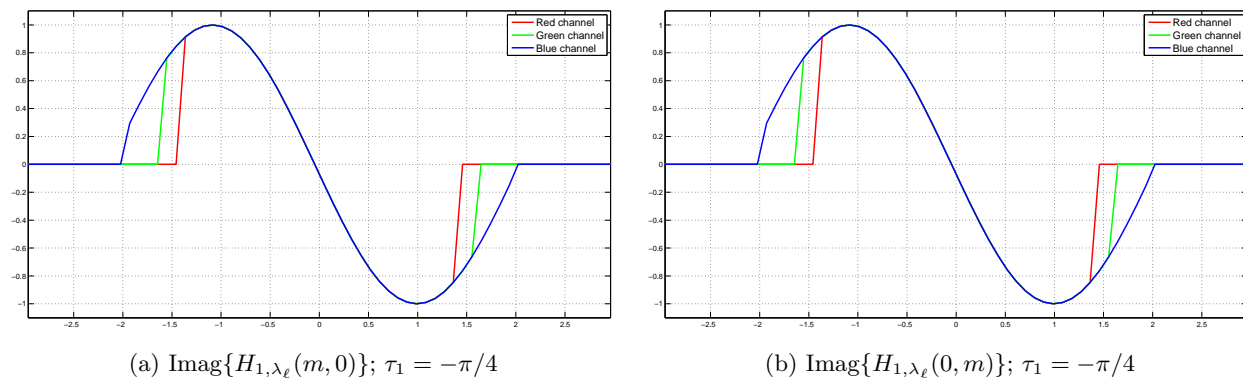 Red channel
Green channel
Blue channel
1
0.8
0.6
0.4
0.2
0
−0.2
−0.4
−0.6
−0.8
−1
−2.5 −2 −1.5 −1 −0.5 0 0.5 1 1.5 2 2.5
(a) Imag{H₁,λℓ(m, 0)}; τ₁ = −π/4
Red channel
Green channel
Blue channel
1
0.8
0.6
0.4
0.2
0
−0.2
−0.4
−0.6
−0.8
−1
−2.5 −2 −1.5 −1 −0.5 0 0.5 1 1.5 2 2.5
(b) Imag{H₁,λℓ(0, m)}; τ₁ = −π/4